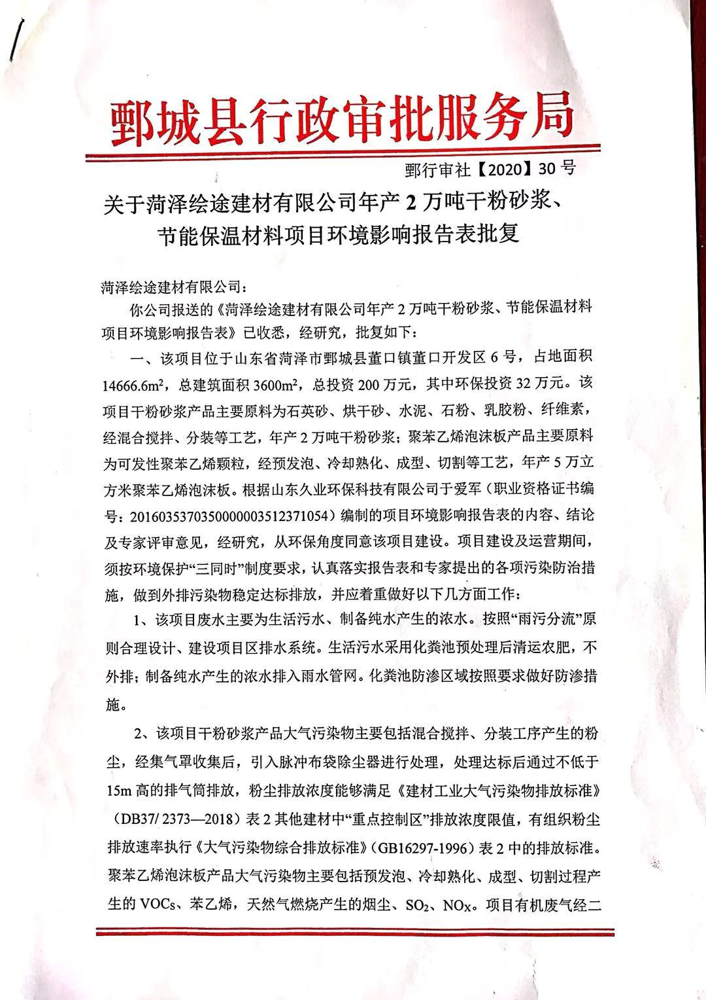 鄄城县行政审批服务局
鄄行审社【2020】30号
关于菏泽绘途建材有限公司年产2万吨干粉砂浆、
节能保温材料项目环境影响报告表批复
菏泽绘途建材有限公司：
你公司报送的《菏泽绘途建材有限公司年产2万吨干粉砂浆、节能保温材料
项目环境影响报告表》已收悉，经研究，批复如下：
一、该项目位于山东省菏泽市鄄城县董口镇董口开发区6号，占地面积
14666.6m²，总建筑面积3600m²，总投资200万元，其中环保投资32万元。该
项目干粉砂浆产品主要原料为石英砂、烘干砂、水泥、石粉、乳胶粉、纤维素，
经混合搅拌、分装等工艺，年产2万吨干粉砂浆；聚苯乙烯泡沫板产品主要原料
为可发性聚苯乙烯颗粒，经预发泡、冷却熟化、成型、切割等工艺，年产5万立
方米聚苯乙烯泡沫板。根据山东久业环保科技有限公司于爱军（职业资格证书编
号：2016035370350000003512371054）编制的项目环境影响报告表的内容、结论
及专家评审意见，经研究，从环保角度同意该项目建设。项目建设及运营期间，
须按环境保护“三同时”制度要求，认真落实报告表和专家提出的各项污染防治措
施，做到外排污染物稳定达标排放，并应着重做好以下几方面工作：
1、该项目废水主要为生活污水、制备纯水产生的浓水。按照“雨污分流”原
则合理设计、建设项目区排水系统。生活污水采用化粪池预处理后清运农肥，不
外排；制备纯水产生的浓水排入雨水管网。化粪池防渗区域按照要求做好防渗措
施。
2、该项目干粉砂浆产品大气污染物主要包括混合搅拌、分装工序产生的粉
尘，经集气罩收集后，引入脉冲布袋除尘器进行处理，处理达标后通过不低于
15m高的排气筒排放，粉尘排放浓度能够满足《建材工业大气污染物排放标准》
（DB37/ 2373—2018）表2其他建材中“重点控制区”排放浓度限值，有组织粉尘
排放速率执行《大气污染物综合排放标准》（GB16297-1996）表2中的排放标准。
聚苯乙烯泡沫板产品大气污染物主要包括预发泡、冷却熟化、成型、切割过程产
生的VOCs、苯乙烯，天然气燃烧产生的烟尘、SO₂、NOx。项目有机废气经二